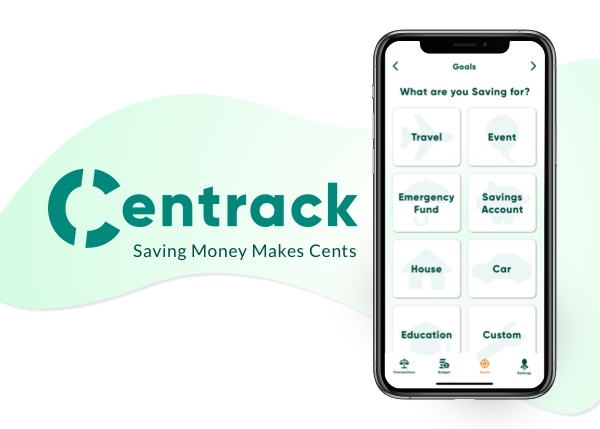 Centrack
Saving Money Makes Cents
Goals
What are you Saving for?
Travel
Event
Emergency
Fund
Savings
Account
House
Car
Education
Custom
Transactions
Budget
Goals
Settings